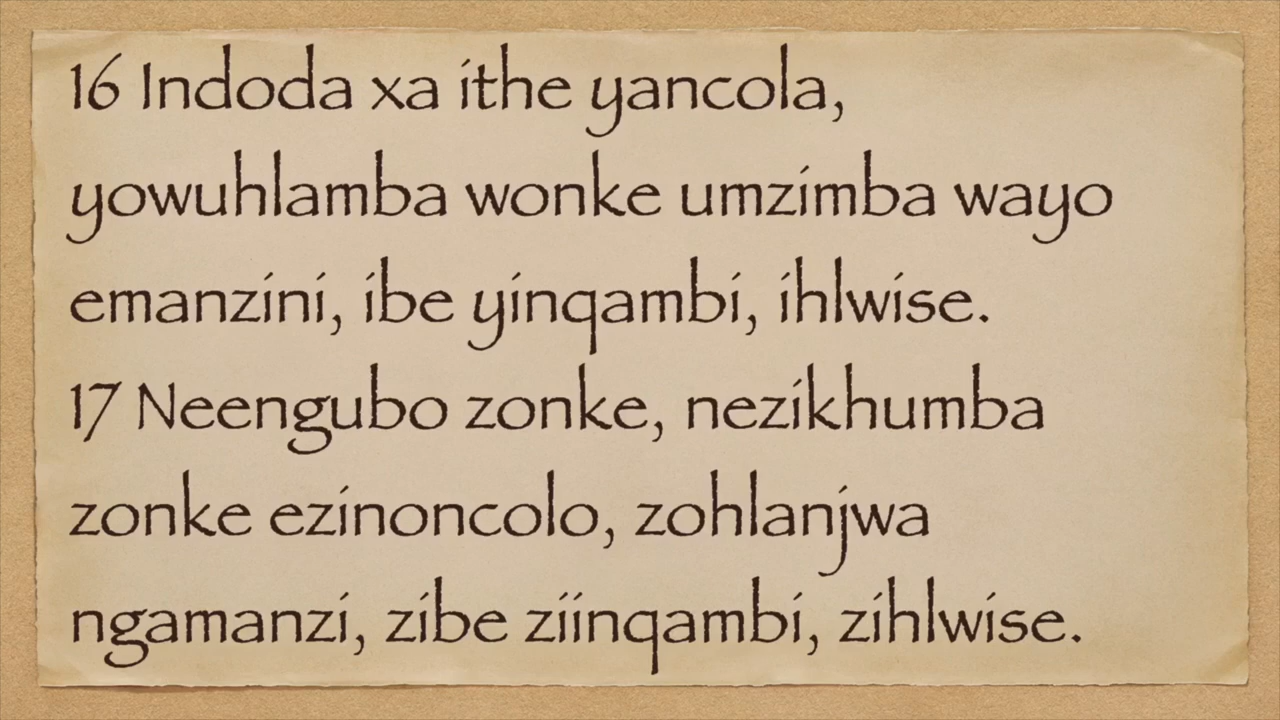 16 Indoda xa ithe yancola,
yowuhlamba wonke umzimba wayo
emanzini, ibe yinqambi, ihlwise.
17 Neengubo zonke, nezikhumba
zonke ezinoncolo, zohlanjwa
ngamanzi, zibe ziinqambi, zihlwise.